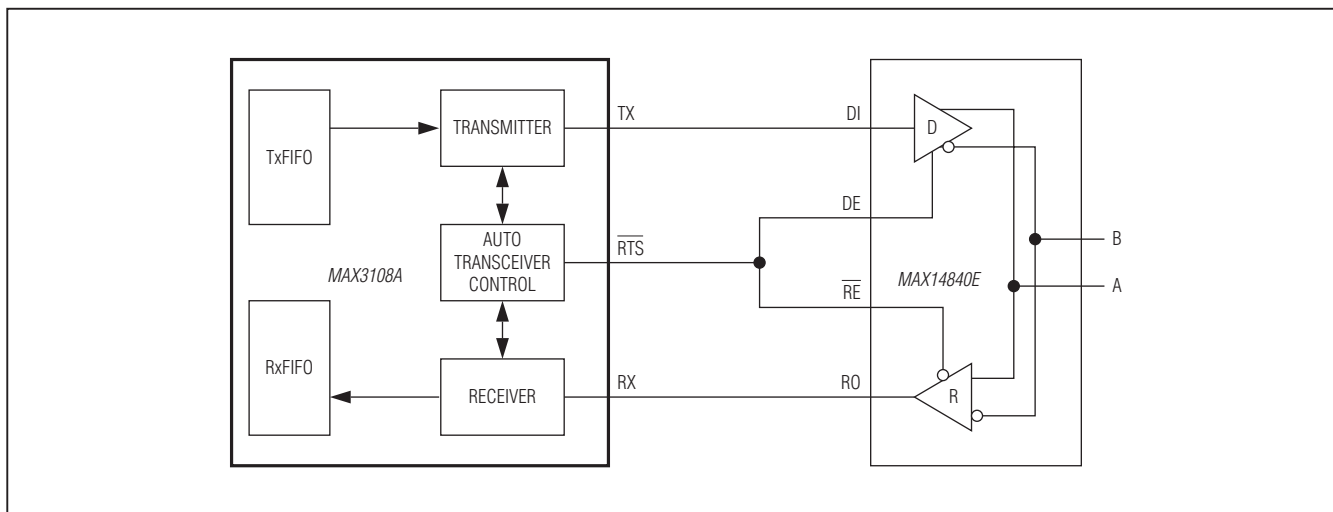 TxFIFO
TRANSMITTER
TX
DI
D
DE
AUTO
TRANSCEIVER
CONTROL
RTS
MAX3108A
B
A
RE
MAX14840E
RxFIFO
RECEIVER
RX
RO
R